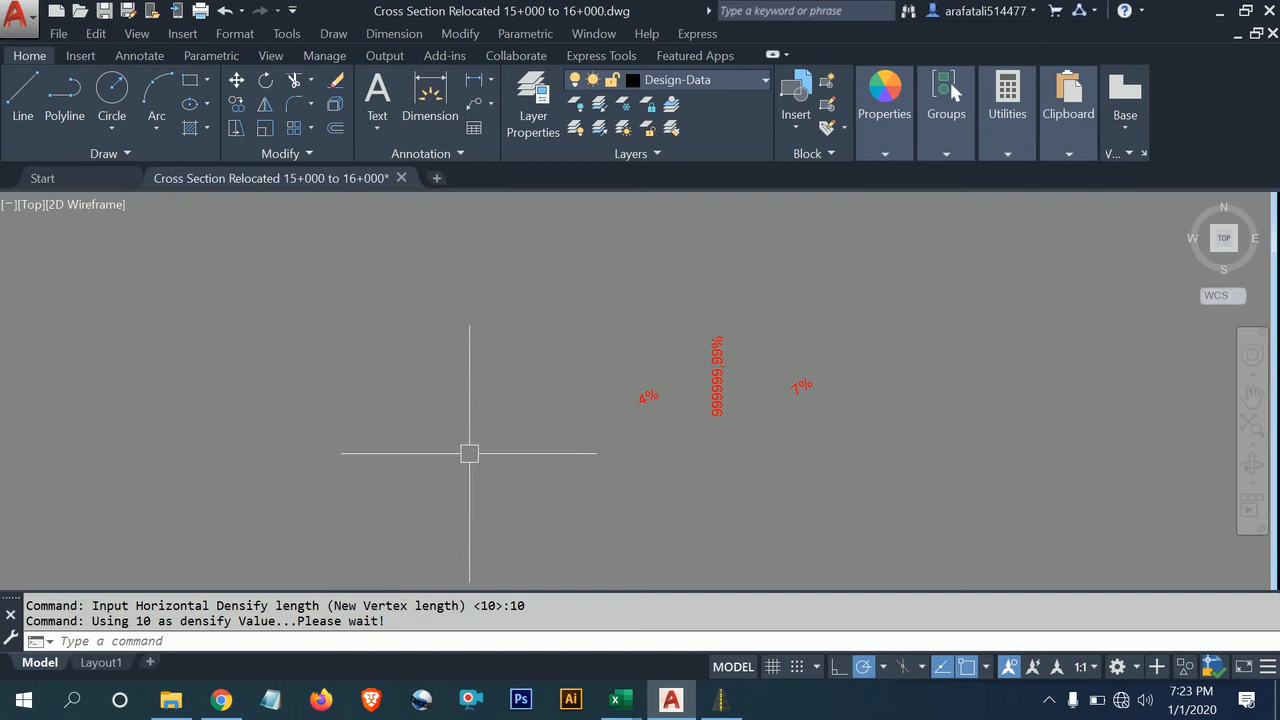 Cross Section Relocated 15+000 to 16+000.dwg
Type a keyword or phrase
arafatali514477
File Edit View Insert Format Tools Draw Dimension Modify Parametric Window Help Express
Home Insert Annotate Parametric View Manage Output Add-ins Collaborate Express Tools Featured Apps
Design-Data
Line Polyline Circle Arc Text Dimension Layer Properties Insert Properties Groups Utilities Clipboard Base
Draw Modify Annotation Layers Block V...
Start Cross Section Relocated 15+000 to 16+000*
[−][Top][2D Wireframe]
N
W TOP E
S
WCS
999999,99%
4%
7%
Command: Input Horizontal Densify length (New Vertex length) <10>:10
Command: Using 10 as densify Value...Please wait!
Type a command
Model Layout1
MODEL
1:1
Ps
Ai
7:23 PM
1/1/2020